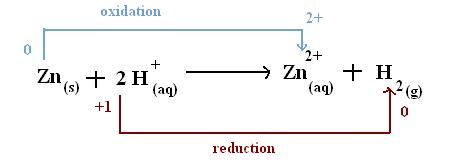 oxidation
0 2+
Zn(s) + 2 H+(aq) → Zn2+(aq) + H2(g)
+1 0
reduction